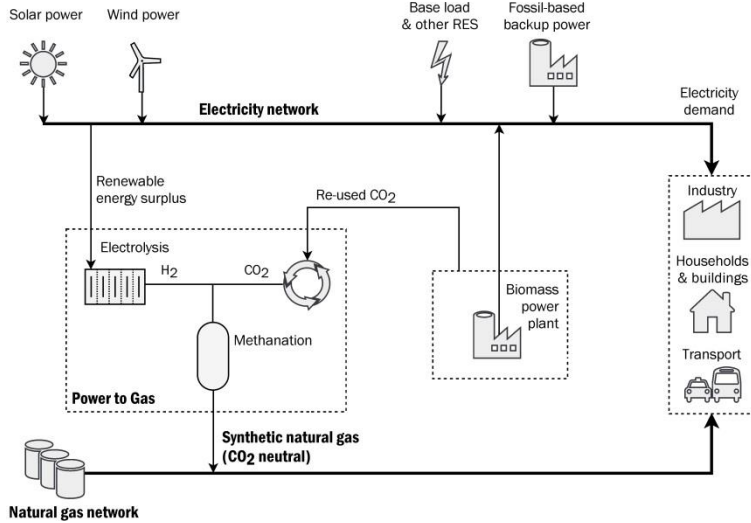 Solar power
Wind power
Base load
& other RES
Fossil-based
backup power
Electricity network
Electricity
demand
Renewable
energy surplus
Re-used CO2
Industry
Electrolysis
H2
CO2
Households
& buildings
Biomass
power
plant
Methanation
Transport
Power to Gas
Synthetic natural gas
(CO2 neutral)
Natural gas network